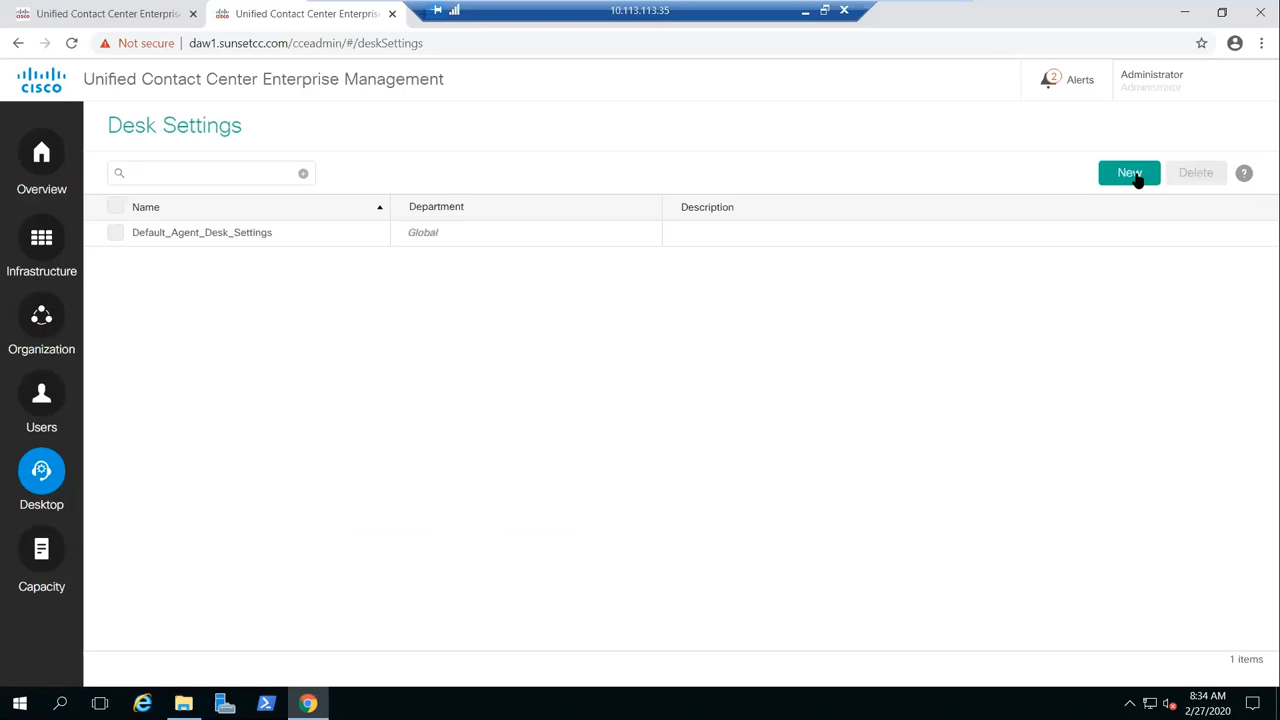 Unified Contact Center Enterpris
Unified Contact Center Enterpris
10.113.113.35
Not secure
daw1.sunsetcc.com/cceadmin/#/deskSettings
CISCO
Unified Contact Center Enterprise Management
2
Alerts
Administrator
Administrator
Desk Settings
New
Delete
?
Name
Department
Description
Default_Agent_Desk_Settings
Global
Overview
Infrastructure
Organization
Users
Desktop
Capacity
1 items
8:34 AM
2/27/2020